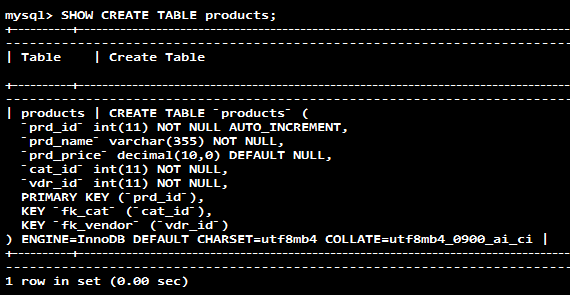 mysql> SHOW CREATE TABLE products;
+----------+--------------------------------------------------------------------
| Table    | Create Table
+----------+--------------------------------------------------------------------
| products | CREATE TABLE `products` (
  `prd_id` int(11) NOT NULL AUTO_INCREMENT,
  `prd_name` varchar(355) NOT NULL,
  `prd_price` decimal(10,0) DEFAULT NULL,
  `cat_id` int(11) NOT NULL,
  `vdr_id` int(11) NOT NULL,
  PRIMARY KEY (`prd_id`),
  KEY `fk_cat` (`cat_id`),
  KEY `fk_vendor` (`vdr_id`)
) ENGINE=InnoDB DEFAULT CHARSET=utf8mb4 COLLATE=utf8mb4_0900_ai_ci |
+----------+--------------------------------------------------------------------
1 row in set (0.00 sec)